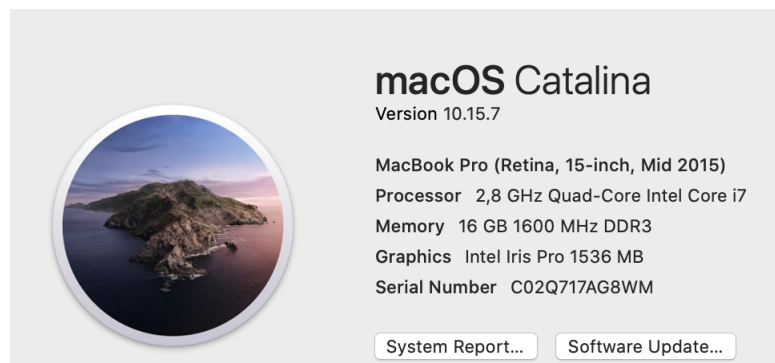 macOS Catalina
Version 10.15.7
MacBook Pro (Retina, 15-inch, Mid 2015)
Processor 2,8 GHz Quad-Core Intel Core i7
Memory 16 GB 1600 MHz DDR3
Graphics Intel Iris Pro 1536 MB
Serial Number C02Q717AG8WM
System Report...
Software Update...